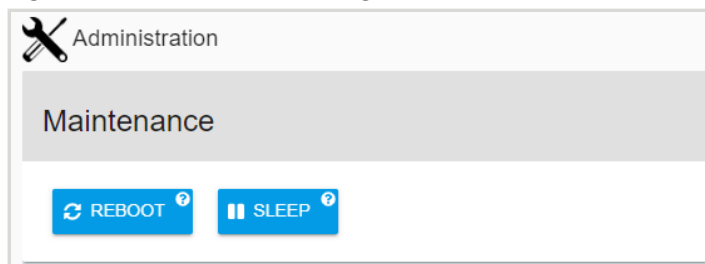 Administration
Maintenance
REBOOT ? SLEEP ?